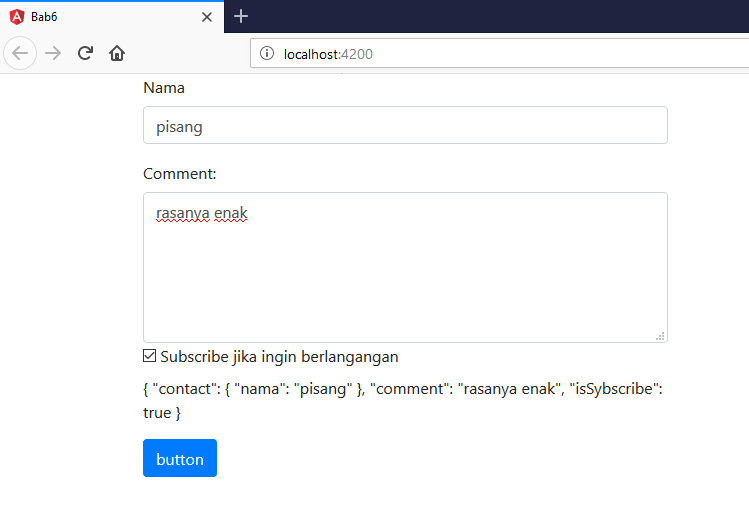 Bab6
localhost:4200
Nama
pisang
Comment:
rasanya enak
Subscribe jika ingin berlangangan
{ "contact": { "nama": "pisang" }, "comment": "rasanya enak", "isSybscribe":
true }
button